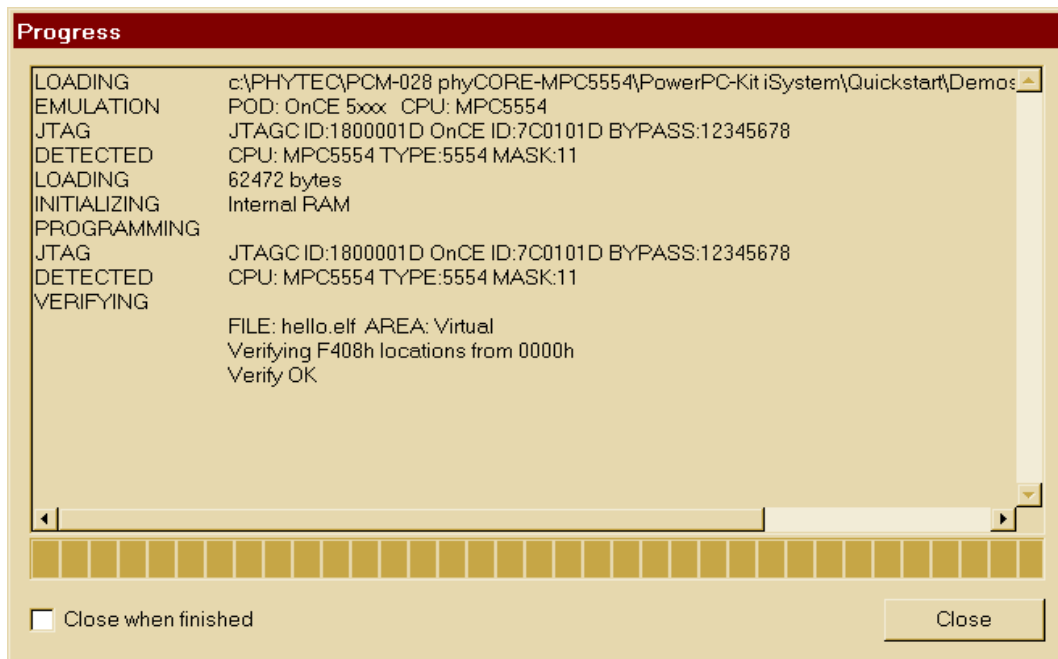 Progress
LOADING c:\PHYTEC\PCM-028 phyCORE-MPC5554\PowerPC-Kit iSystem\Quickstart\Demos
EMULATION POD: OnCE 5xxx CPU: MPC5554
JTAG JTAGC ID:1800001D OnCE ID:7C0101D BYPASS:12345678
DETECTED CPU: MPC5554 TYPE:5554 MASK:11
LOADING 62472 bytes
INITIALIZING Internal RAM
PROGRAMMING
JTAG JTAGC ID:1800001D OnCE ID:7C0101D BYPASS:12345678
DETECTED CPU: MPC5554 TYPE:5554 MASK:11
VERIFYING
FILE: hello.elf AREA: Virtual
Verifying F408h locations from 0000h
Verify OK
Close when finished
Close